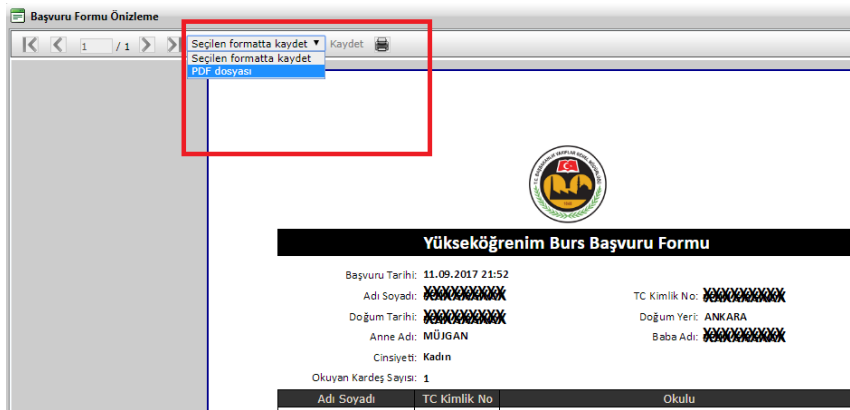 Başvuru Formu Önizleme
1 / 1 Seçilen formatta kaydet Kaydet
Seçilen formatta kaydet
PDF dosyası
Yükseköğrenim Burs Başvuru Formu
Başvuru Tarihi: 11.09.2017 21:52
Adı Soyadı: TC Kimlik No:
Doğum Tarihi: Doğum Yeri: ANKARA
Anne Adı: MÜJGAN Baba Adı:
Cinsiyeti: Kadın
Okuyan Kardeş Sayısı: 1
Adı Soyadı TC Kimlik No Okulu